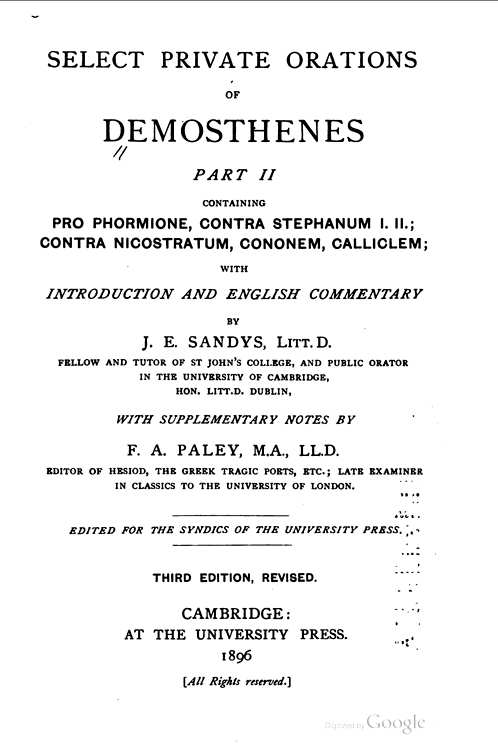 SELECT PRIVATE ORATIONS
OF
DEMOSTHENES
PART II
CONTAINING
PRO PHORMIONE, CONTRA STEPHANUM I. II.;
CONTRA NICOSTRATUM, CONONEM, CALLICLEM;
WITH
INTRODUCTION AND ENGLISH COMMENTARY
BY
J. E. SANDYS, LITT. D.
FELLOW AND TUTOR OF ST JOHN'S COLLEGE, AND PUBLIC ORATOR
IN THE UNIVERSITY OF CAMBRIDGE,
HON. LITT.D. DUBLIN,
WITH SUPPLEMENTARY NOTES BY
F. A. PALEY, M.A., LL.D.
EDITOR OF HESIOD, THE GREEK TRAGIC POETS, ETC.; LATE EXAMINER
IN CLASSICS TO THE UNIVERSITY OF LONDON.
EDITED FOR THE SYNDICS OF THE UNIVERSITY PRESS.
THIRD EDITION, REVISED.
CAMBRIDGE:
AT THE UNIVERSITY PRESS.
1896
[All Rights reserved.]
Digitized by Google